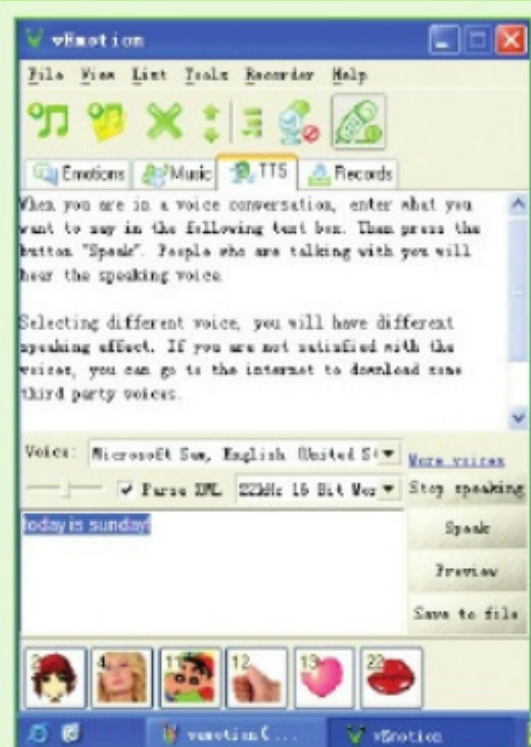 vEmotion
File View List Tools Recorder Help
Emotions Music TTS Records
When you are in a voice conversation, enter what you
want to say in the following text box. Then press the
button "Speak". People who are talking with you will
hear the speaking voice.
Selecting different voice, you will have different
speaking effect. If you are not satisfied with the
voices, you can go to the internet to download some
third party voices.
Voice: Microsoft Sam, English (United S More voices
Parse XML 22kHz 16 Bit Mor Stop speaking
today is sunday!
Speak
Preview
Save to file
2 4 11 12 13 22
vemotion( ... vEmotion